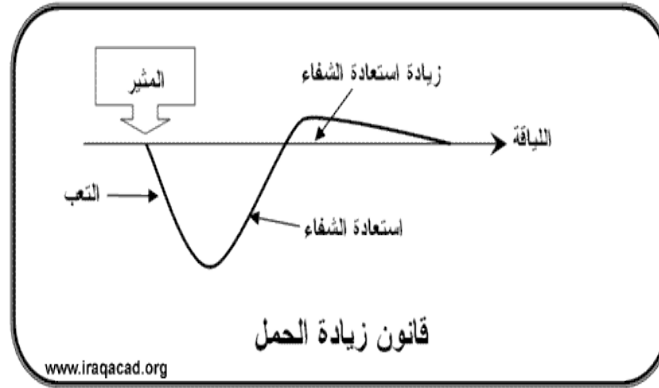 المثير
زيادة استعادة الشفاء
اللياقة
التعب
استعادة الشفاء
قانون زيادة الحمل
www.iraqacad.org